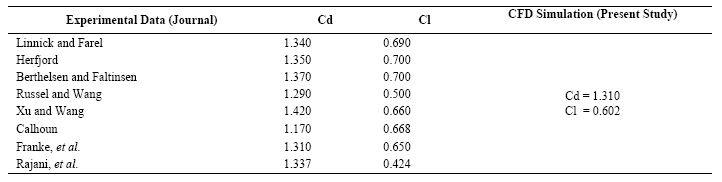 Experimental Data (Journal) Cd Cl CFD Simulation (Present Study)
Linnick and Farel 1.340 0.690
Herfjord 1.350 0.700
Berthelsen and Faltinsen 1.370 0.700
Russel and Wang 1.290 0.500
Xu and Wang 1.420 0.660
Calhoun 1.170 0.668
Franke, et al. 1.310 0.650
Rajani, et al. 1.337 0.424
Cd = 1.310
Cl = 0.602